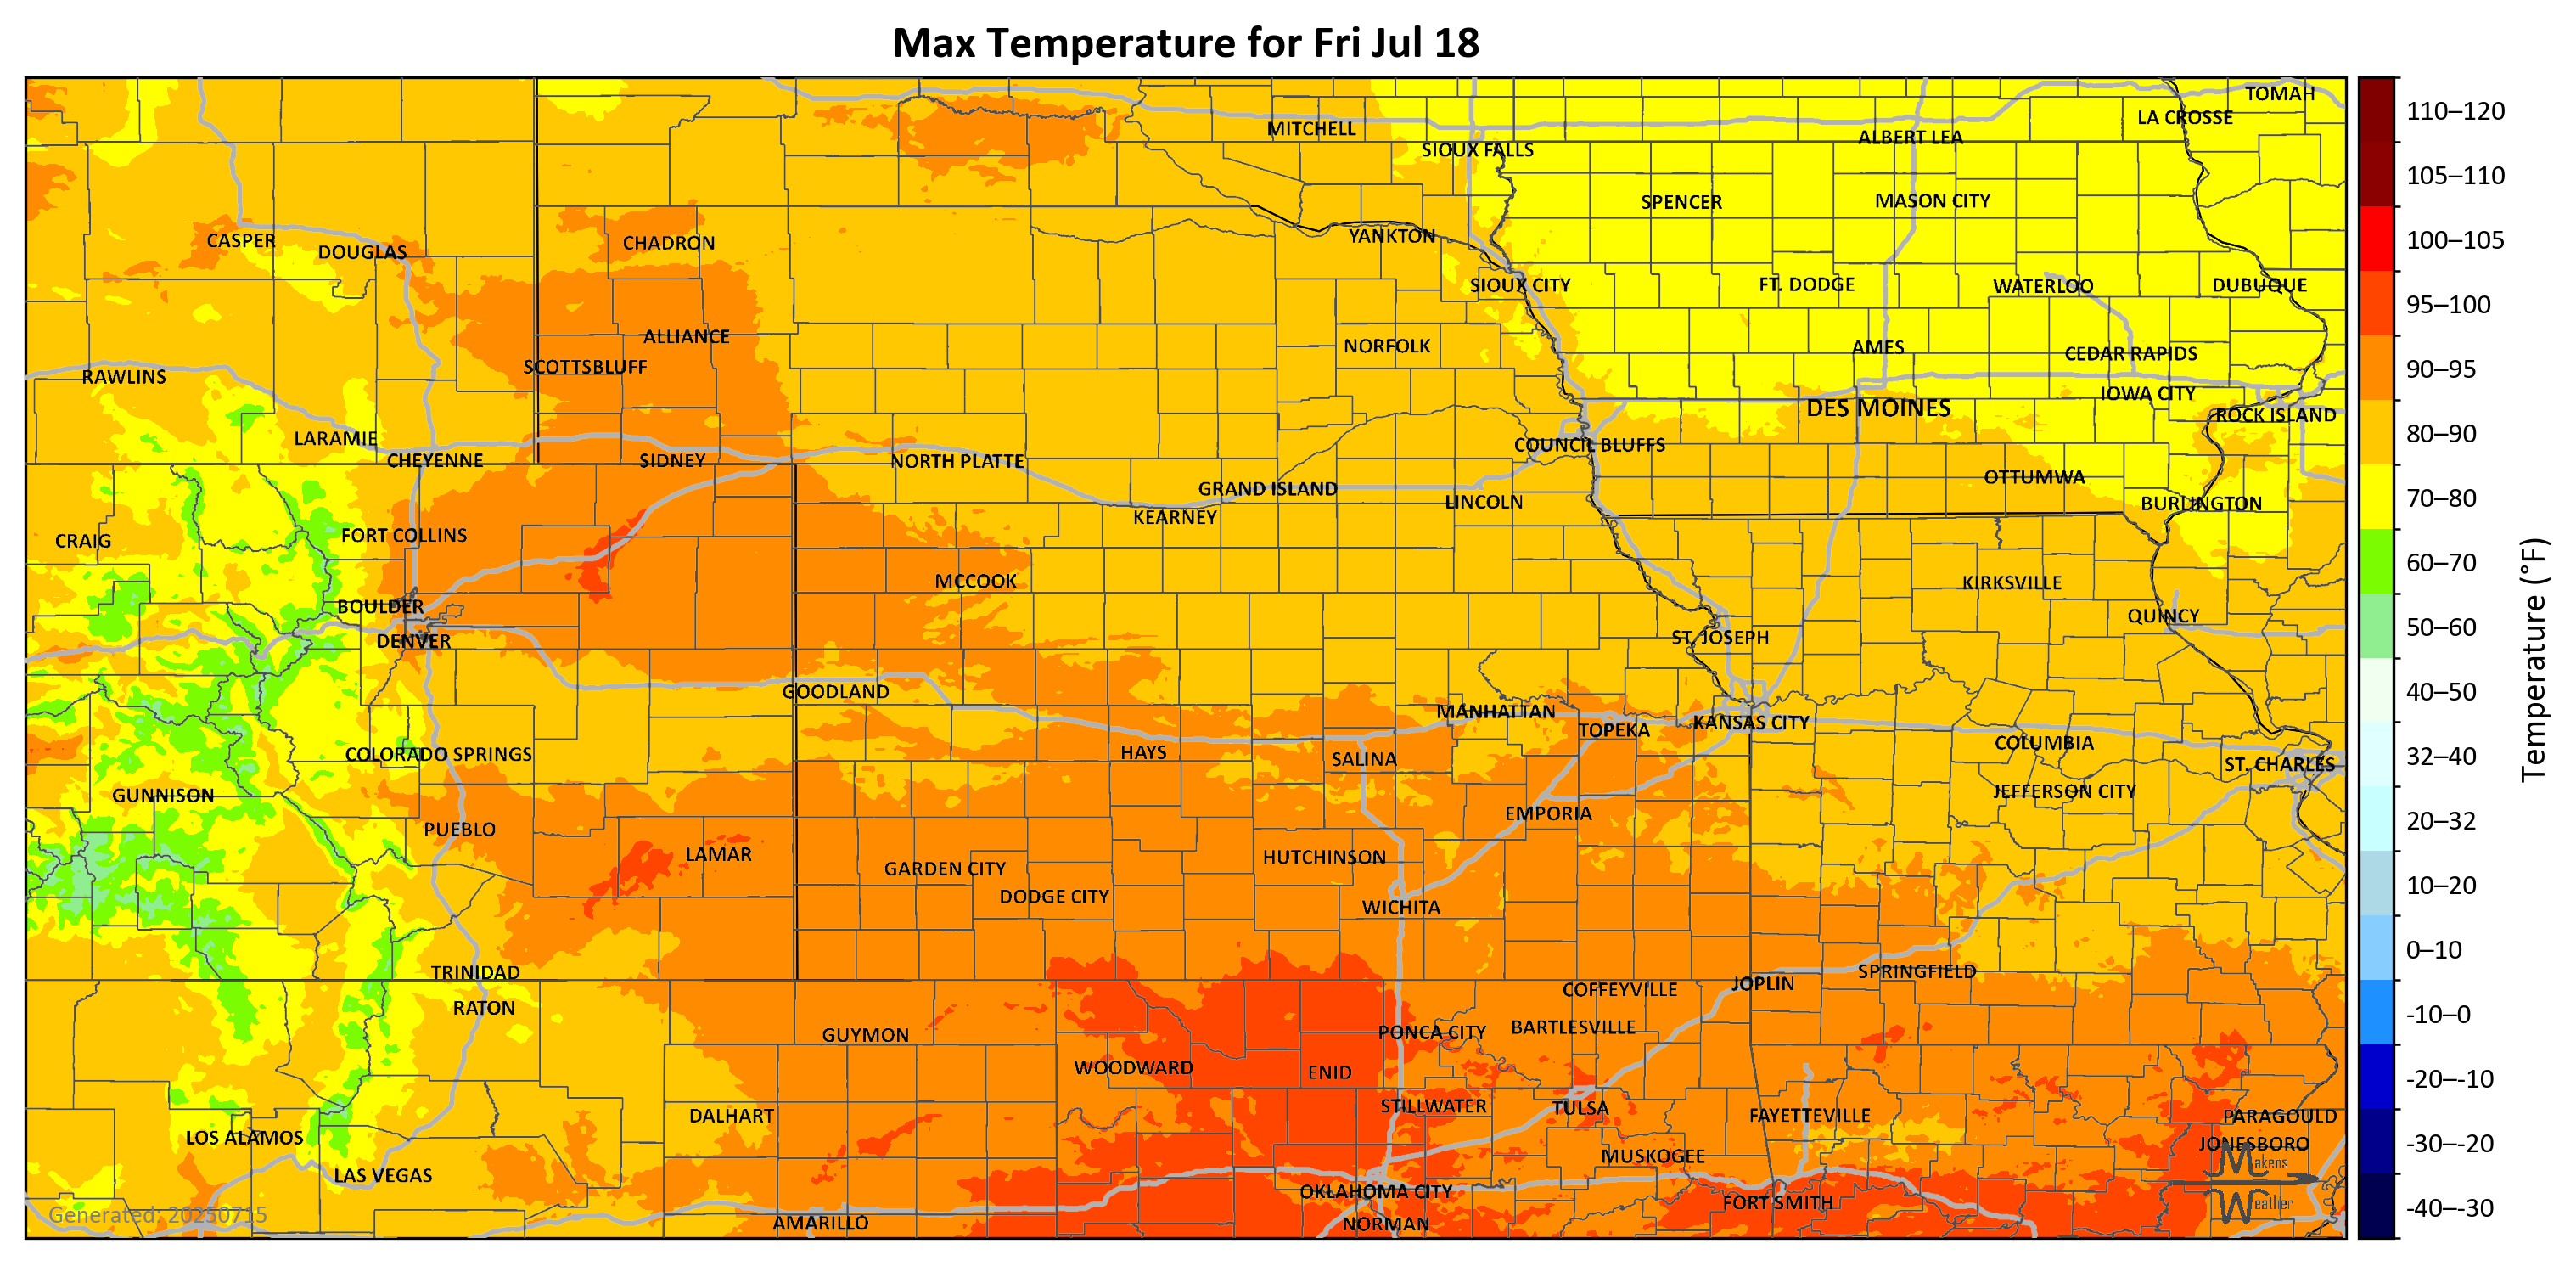 Max Temperature for Fri Jul 18
TOMAH
LA CROSSE
MITCHELL
ALBERT LEA
SIOUX FALLS
SPENCER
MASON CITY
CASPER
DOUGLAS
CHADRON
YANKTON
SIOUX CITY
FT. DODGE
WATERLOO
DUBUQUE
ALLIANCE
NORFOLK
AMES
CEDAR RAPIDS
SCOTTSBLUFF
RAWLINS
IOWA CITY
DES MOINES
ROCK ISLAND
LARAMIE
COUNCIL BLUFFS
CHEYENNE
SIDNEY
NORTH PLATTE
OTTUMWA
GRAND ISLAND
LINCOLN
BURLINGTON
KEARNEY
CRAIG
FORT COLLINS
MCCOOK
KIRKSVILLE
BOULDER
QUINCY
DENVER
ST. JOSEPH
GOODLAND
MANHATTAN
TOPEKA
KANSAS CITY
COLUMBIA
COLORADO SPRINGS
HAYS
SALINA
ST. CHARLES
GUNNISON
JEFFERSON CITY
EMPORIA
PUEBLO
LAMAR
HUTCHINSON
GARDEN CITY
DODGE CITY
WICHITA
TRINIDAD
SPRINGFIELD
JOPLIN
COFFEYVILLE
RATON
GUYMON
PONCA CITY
BARTLESVILLE
WOODWARD
ENID
STILLWATER
TULSA
DALHART
FAYETTEVILLE
PARAGOULD
LOS ALAMOS
JONESBORO
MUSKOGEE
LAS VEGAS
Makens
OKLAHOMA CITY
FORT SMITH
Weather
Generated: 20250715
AMARILLO
NORMAN
110–120
105–110
100–105
95–100
90–95
80–90
70–80
60–70
50–60
40–50
32–40
20–32
10–20
0–10
-10–0
-20–-10
-30–-20
-40–-30
Temperature (°F)